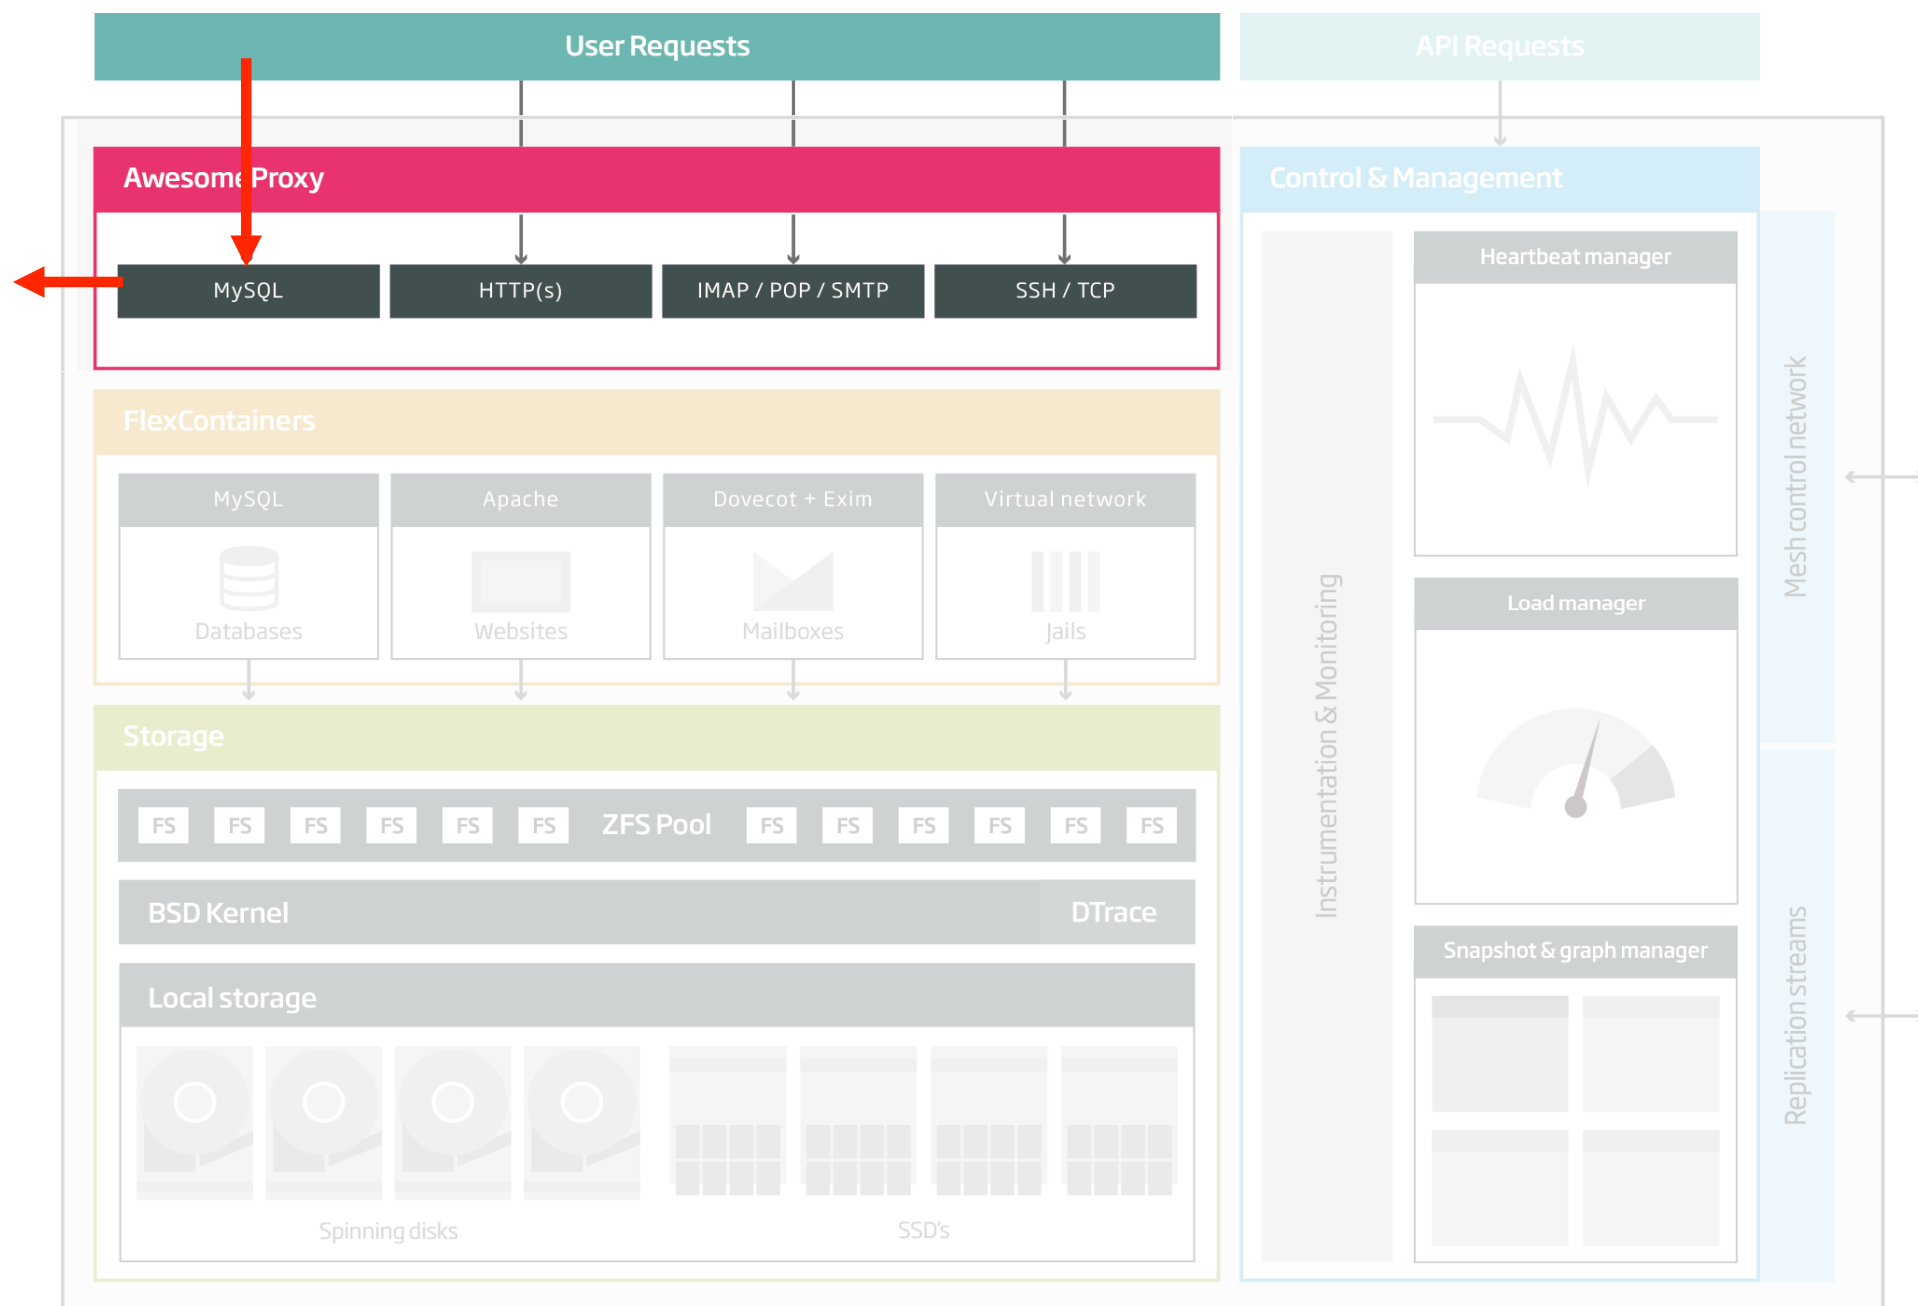 User Requests
API Requests
AwesomeProxy
MySQL
HTTP(s)
IMAP / POP / SMTP
SSH / TCP
FlexContainers
MySQL
Apache
Dovecot + Exim
Virtual network
Databases
Websites
Mailboxes
Jails
Storage
FS FS FS FS FS FS ZFS Pool FS FS FS FS FS FS
BSD Kernel
DTrace
Local storage
Spinning disks
SSD's
Control & Management
Instrumentation & Monitoring
Heartbeat manager
Load manager
Snapshot & graph manager
Mesh control network
Replication streams